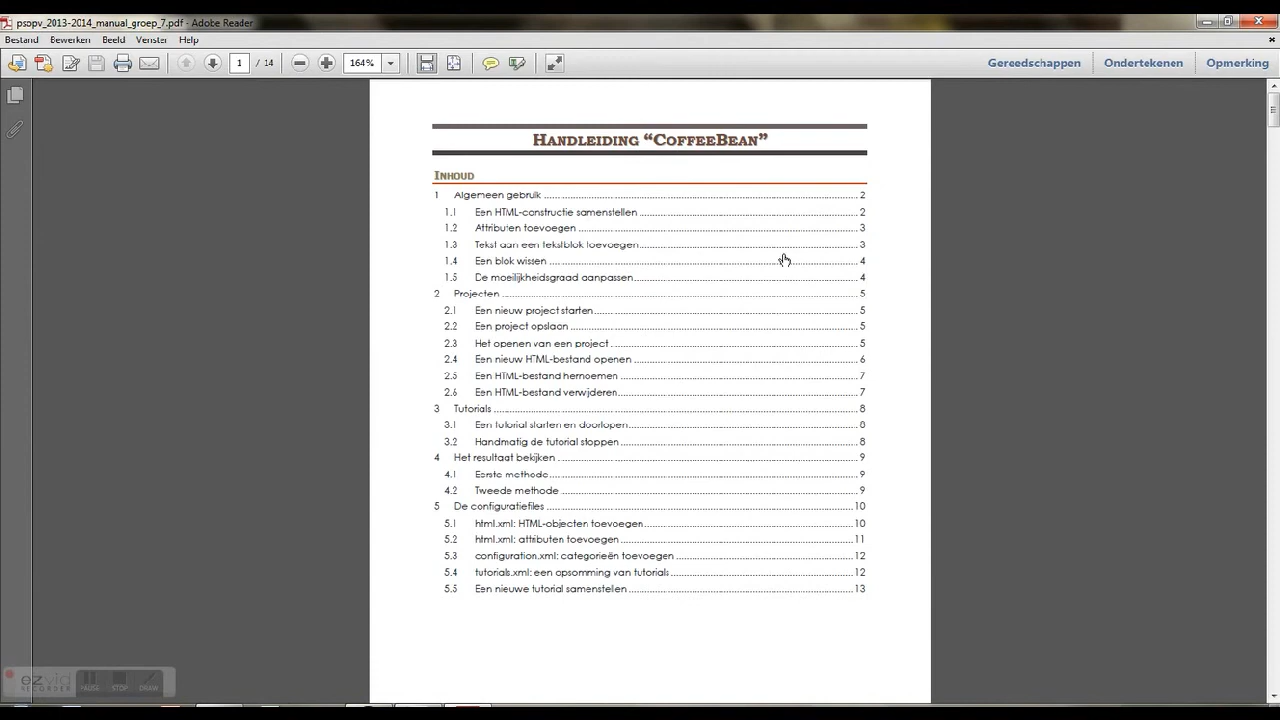 psopv_2013-2014_manual_groep_7.pdf - Adobe Reader
Bestand Bewerken Beeld Venster Help
1 / 14 164% Gereedschappen Ondertekenen Opmerking
HANDLEIDING “COFFEEBEAN”
INHOUD
1 Algemeen gebruik 2
1.1 Een HTML-constructie samenstellen 2
1.2 Attributen toevoegen 3
1.3 Tekst aan een tekstblok toevoegen 3
1.4 Een blok wissen 4
1.5 De moeilijkheidsgraad aanpassen 4
2 Projecten 5
2.1 Een nieuw project starten 5
2.2 Een project opslaan 5
2.3 Het openen van een project 5
2.4 Een nieuw HTML-bestand openen 6
2.5 Een HTML-bestand hernoemen 7
2.6 Een HTML-bestand verwijderen 7
3 Tutorials 8
3.1 Een tutorial starten en doorlopen 8
3.2 Handmatig de tutorial stoppen 8
4 Het resultaat bekijken 9
4.1 Eerste methode 9
4.2 Tweede methode 9
5 De configuratiefiles 10
5.1 html.xml: HTML-objecten toevoegen 10
5.2 html.xml: attributen toevoegen 11
5.3 configuration.xml: categorieën toevoegen 12
5.4 tutorials.xml: een opsomming van tutorials 12
5.5 Een nieuwe tutorial samenstellen 13
ezvid
RECORDER
PAUSE STOP DRAW